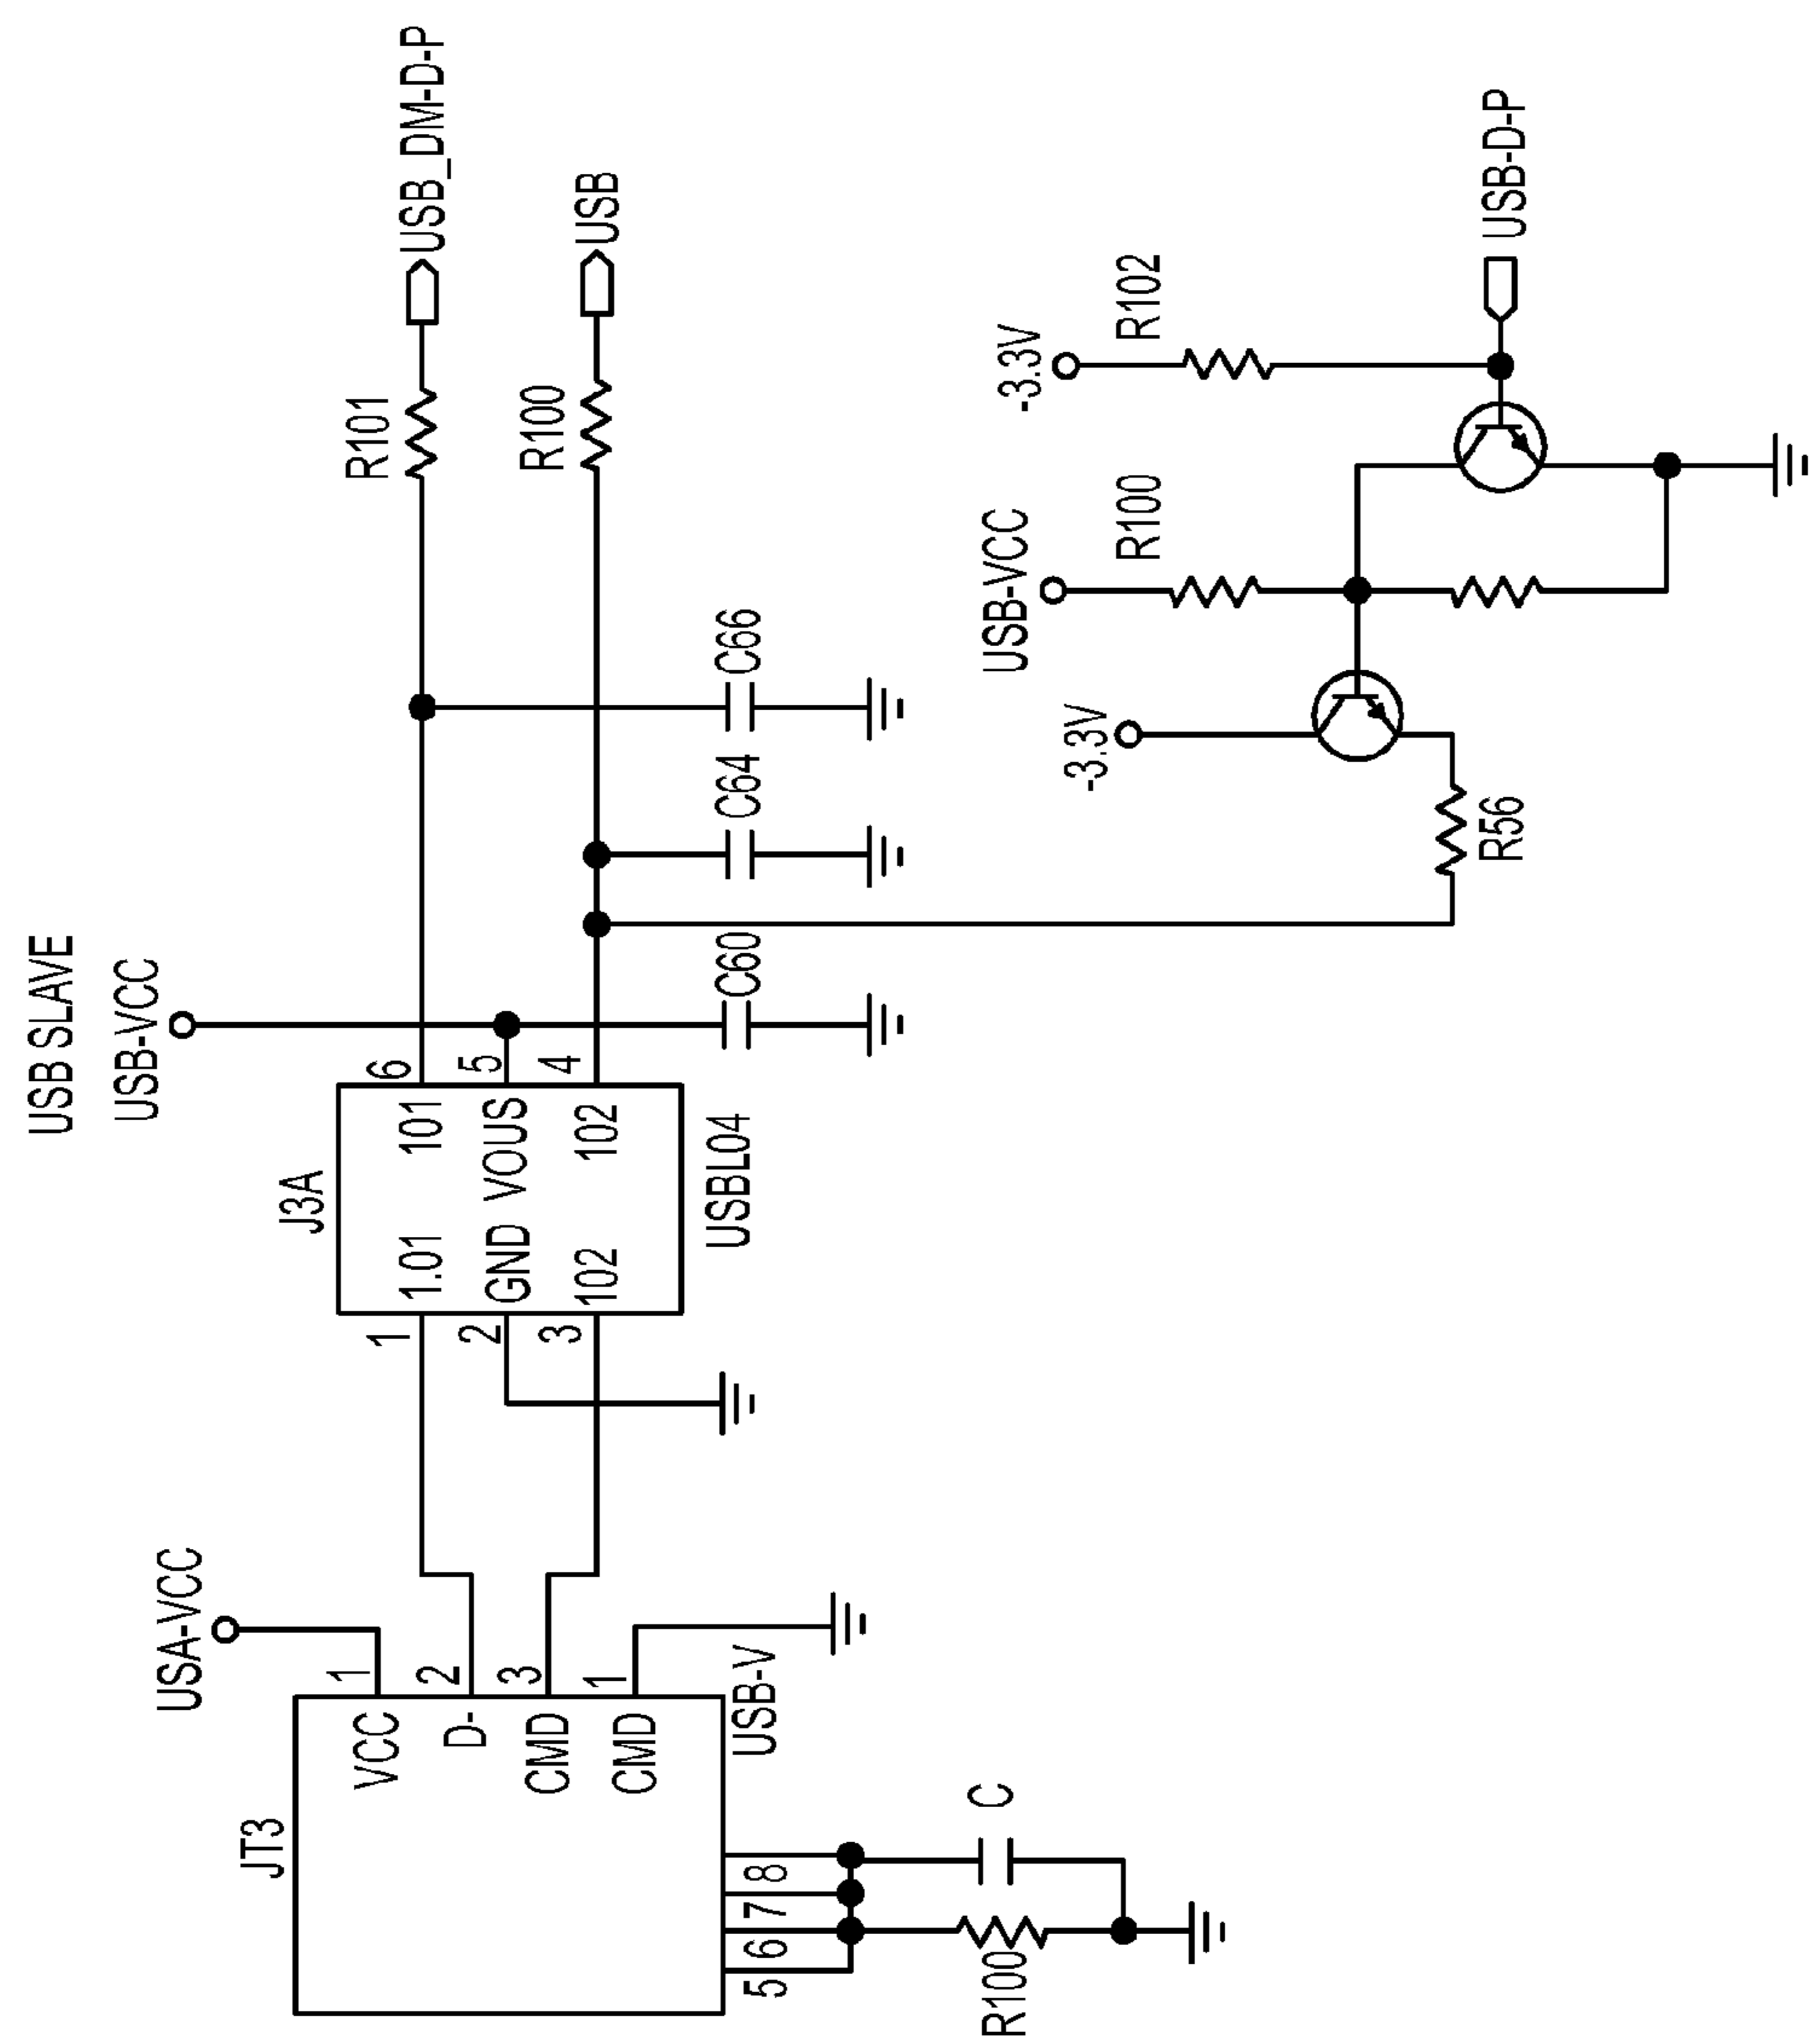 USB SLAVE
USB-VCC
USA-VCC
JT3
VCC
D-
CMD
CMD
1
2
3
1
USB-V
5
6
7
8
R100
C
J3A
1.01
GND
102
101
VOUS
102
1
2
3
6
5
4
USBL04
C60
C64
C66
R101
USB_DM-D-P
R100
USB
-3.3V
USB-VCC
-3.3V
R100
R102
R56
USB-D-P